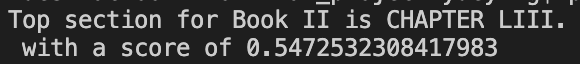 Top section for Book II is CHAPTER LIII.
with a score of 0.5472532308417983